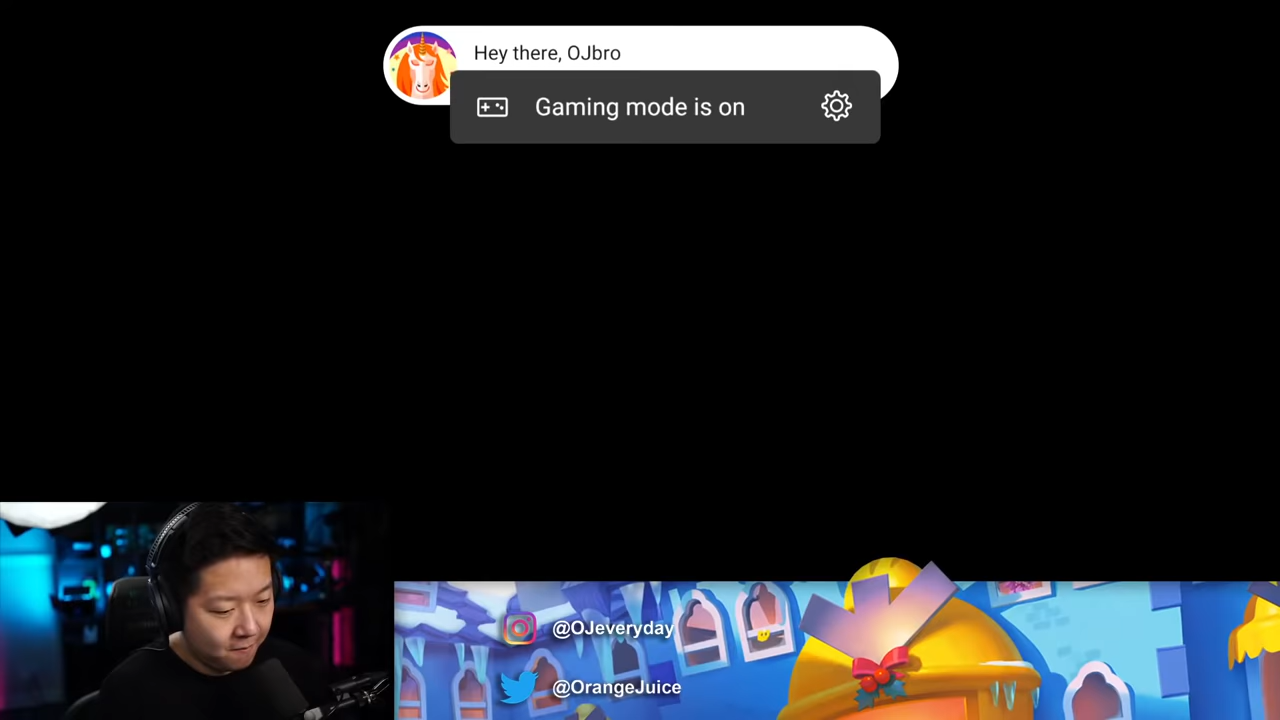 Hey there, OJbro
Gaming mode is on
@OJeveryday
@OrangeJuice